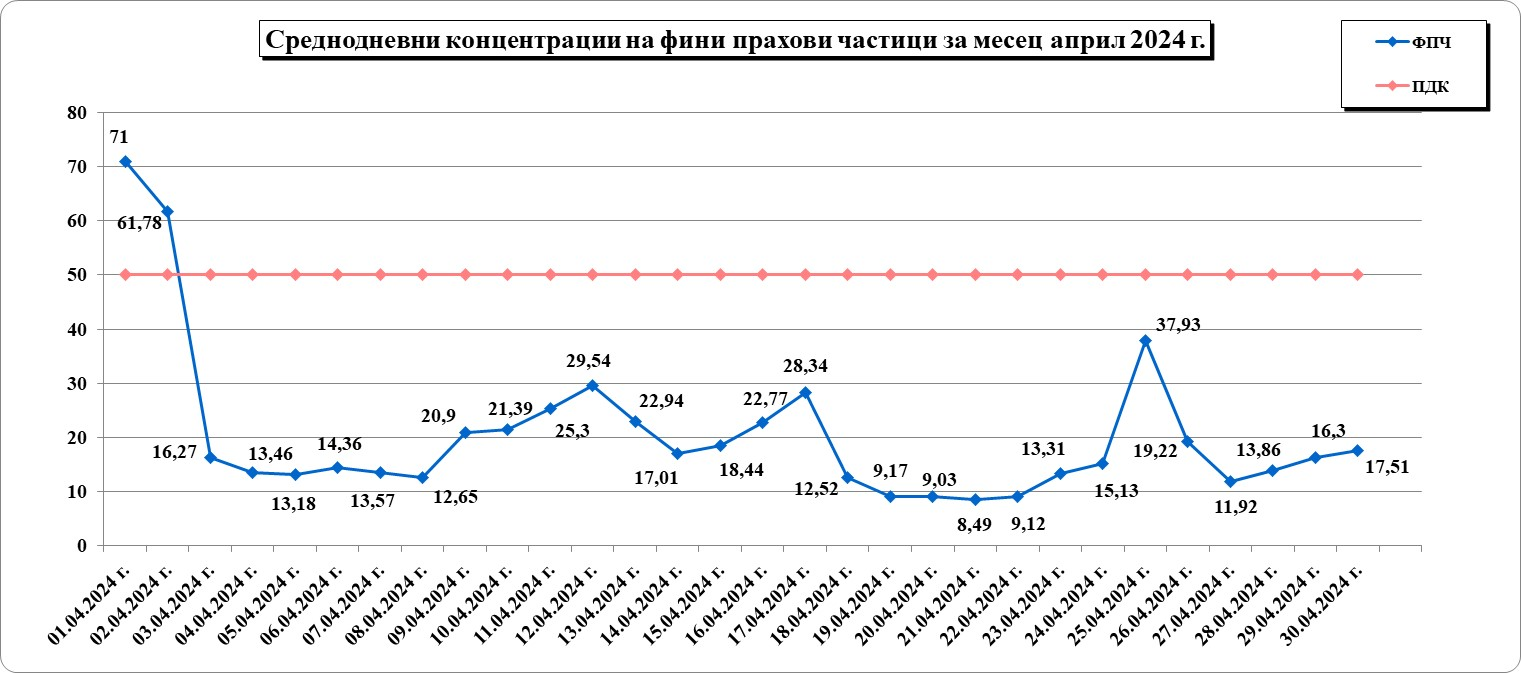 Среднодневни концентрации на фини прахови частици за месец април 2024 г.
ФПЧ
ПДК
80
70
60
50
40
30
20
10
0
71
61,78
16,27
13,46
13,18
14,36
13,57
12,65
20,9
21,39
25,3
29,54
22,94
17,01
18,44
22,77
28,34
12,52
9,17
9,03
8,49
9,12
13,31
15,13
37,93
19,22
11,92
13,86
16,3
17,51
01.04.2024 г.
02.04.2024 г.
03.04.2024 г.
04.04.2024 г.
05.04.2024 г.
06.04.2024 г.
07.04.2024 г.
08.04.2024 г.
09.04.2024 г.
10.04.2024 г.
11.04.2024 г.
12.04.2024 г.
13.04.2024 г.
14.04.2024 г.
15.04.2024 г.
16.04.2024 г.
17.04.2024 г.
18.04.2024 г.
19.04.2024 г.
20.04.2024 г.
21.04.2024 г.
22.04.2024 г.
23.04.2024 г.
24.04.2024 г.
25.04.2024 г.
26.04.2024 г.
27.04.2024 г.
28.04.2024 г.
29.04.2024 г.
30.04.2024 г.